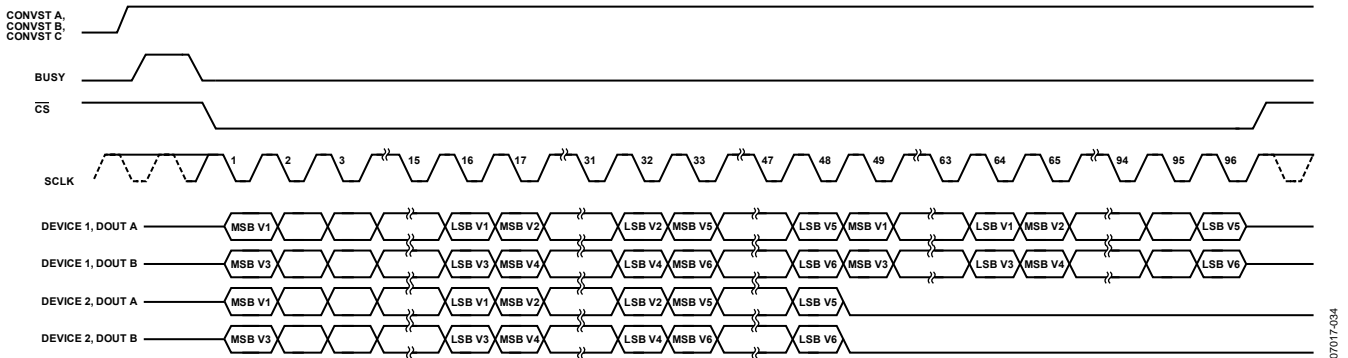 CONVST A,
CONVST B,
CONVST C
BUSY
CS
SCLK 1 2 3 15 16 17 31 32 33 47 48 49 63 64 65 94 95 96
DEVICE 1, DOUT A MSB V1 LSB V1 MSB V2 LSB V2 MSB V5 LSB V5 MSB V1 LSB V1 MSB V2 LSB V5
DEVICE 1, DOUT B MSB V3 LSB V3 MSB V4 LSB V4 MSB V6 LSB V6 MSB V3 LSB V3 MSB V4 LSB V6
DEVICE 2, DOUT A MSB V1 LSB V1 MSB V2 LSB V2 MSB V5 LSB V5
DEVICE 2, DOUT B MSB V3 LSB V3 MSB V4 LSB V4 MSB V6 LSB V6
07017-034